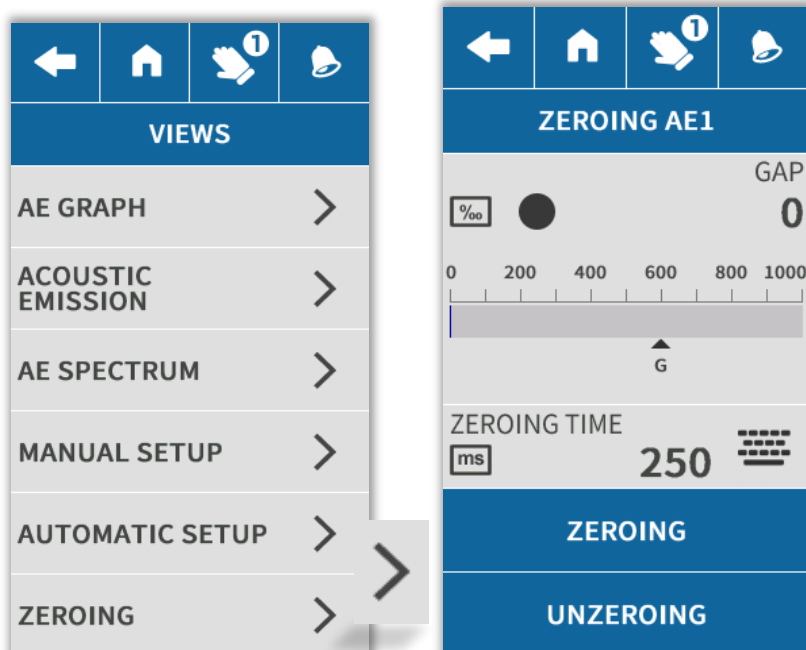 1
VIEWS
AE GRAPH
ACOUSTIC
EMISSION
AE SPECTRUM
MANUAL SETUP
AUTOMATIC SETUP
ZEROING
1
ZEROING AE1
GAP
‰ 0
0 200 400 600 800 1000
G
ZEROING TIME
ms 250
ZEROING
UNZEROING